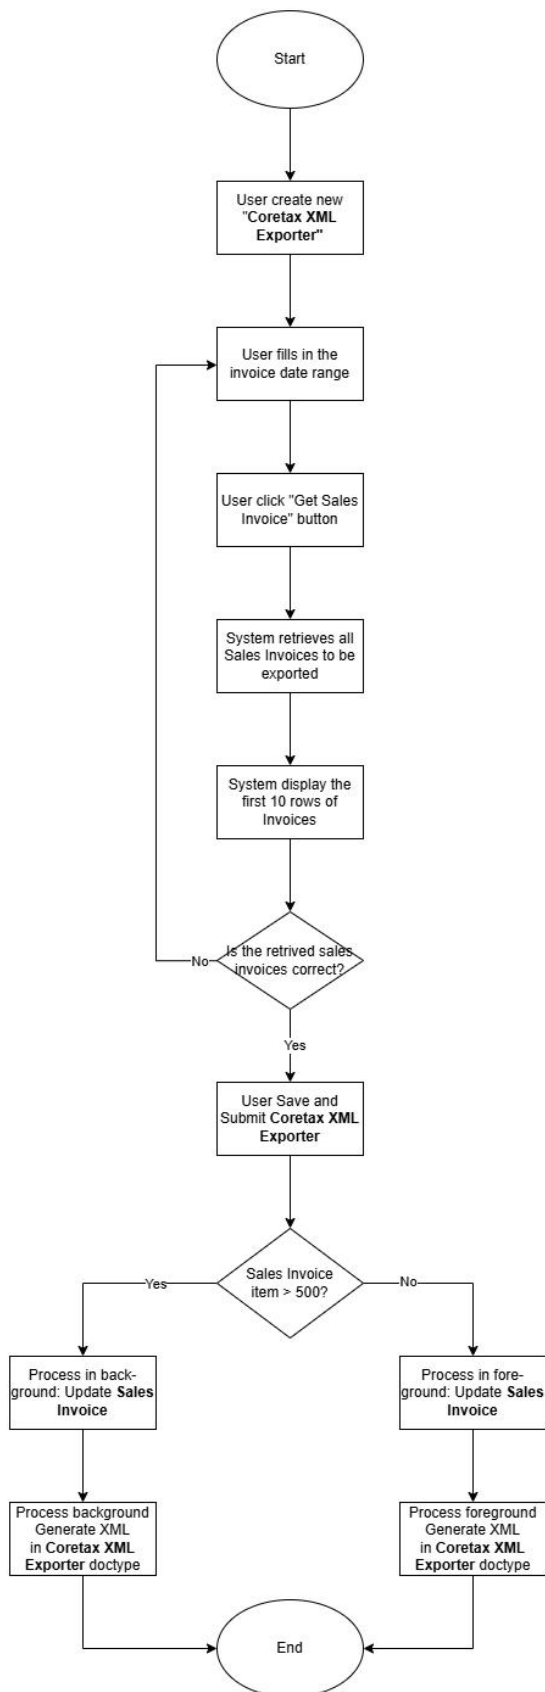 Start
User create new
"Coretax XML
Exporter"
User fills in the
invoice date range
User click "Get Sales
Invoice" button
System retrieves all
Sales Invoices to be
exported
System display the
first 10 rows of
Invoices
Is the retrived sales
invoices correct?
No
Yes
User Save and
Submit Coretax XML
Exporter
Sales Invoice
item > 500?
Yes
No
Process in back-
ground: Update Sales
Invoice
Process in fore-
ground: Update Sales
Invoice
Process background
Generate XML
in Coretax XML
Exporter doctype
Process foreground
Generate XML
in Coretax XML
Exporter doctype
End